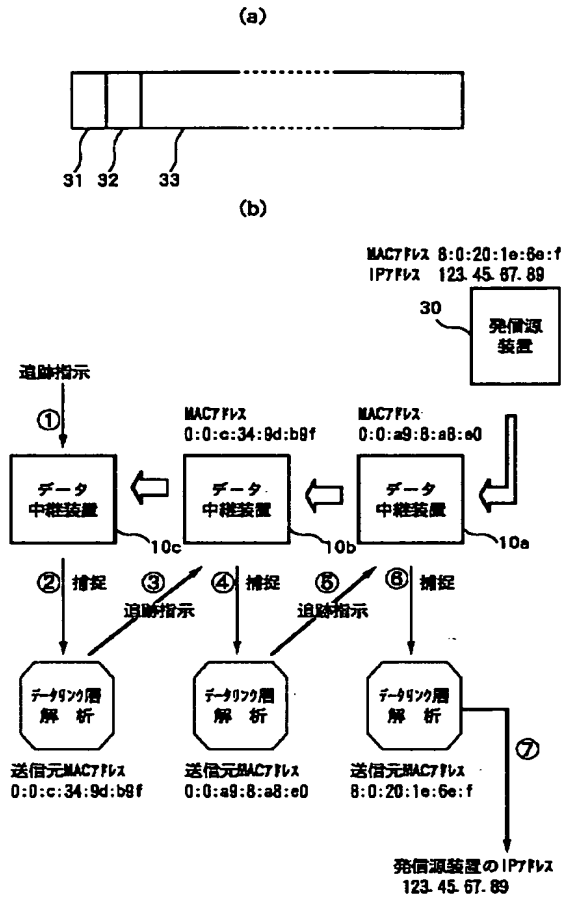 (a)
31
32
33
(b)
MACアドレス 8:0:20:1e:6e:f
IPアドレス 123.45.67.89
30
発信源
装置
追跡指示
①
MACアドレス
0:0:c:34:9d:b9f
MACアドレス
0:0:a9:8:a8:e0
データ
中継装置
データ
中継装置
データ
中継装置
10c
10b
10a
② 捕捉
③
追跡指示
④ 捕捉
⑤
追跡指示
⑥ 捕捉
データリンク層
解 析
データリンク層
解 析
データリンク層
解 析
⑦
送信元MACアドレス
0:0:c:34:9d:b9f
送信元MACアドレス
0:0:a9:8:a8:e0
送信元MACアドレス
8:0:20:1e:6e:f
発信源装置のIPアドレス
123.45.67.89